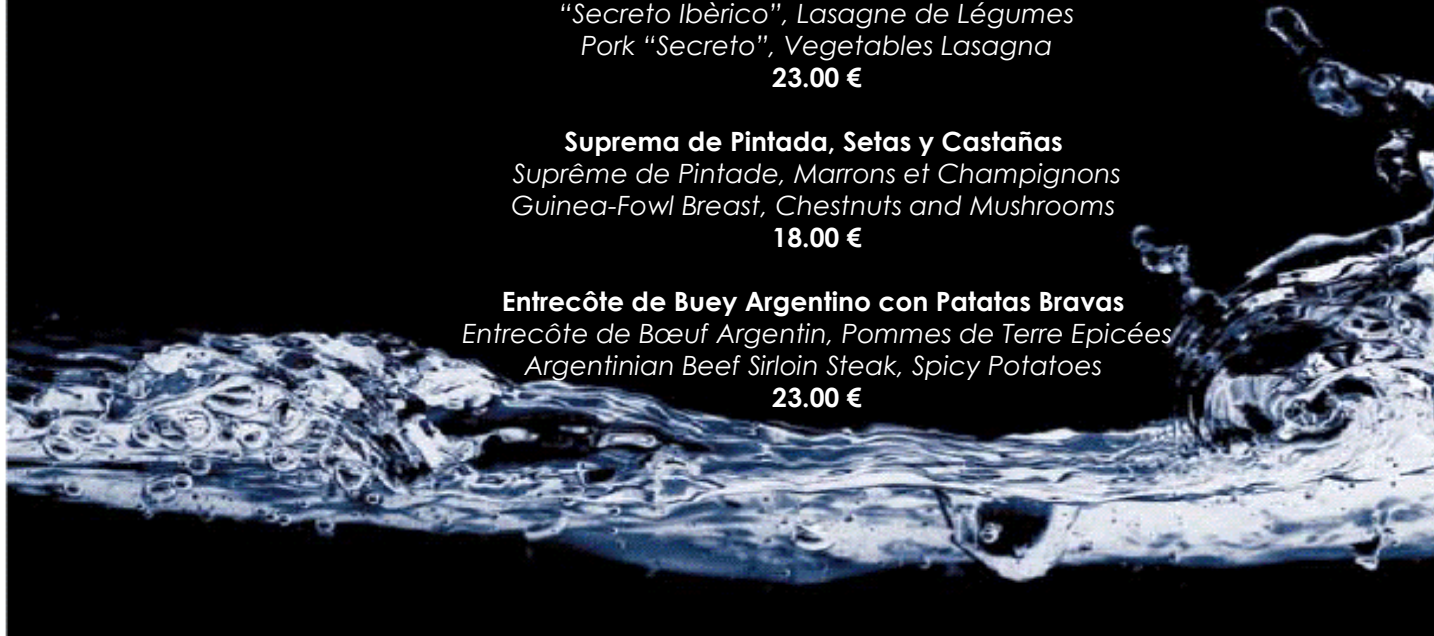 “Secreto Ibèrico”, Lasagne de Légumes
Pork “Secreto”, Vegetables Lasagna
23.00 €
Suprema de Pintada, Setas y Castañas
Suprême de Pintade, Marrons et Champignons
Guinea-Fowl Breast, Chestnuts and Mushrooms
18.00 €
Entrecôte de Buey Argentino con Patatas Bravas
Entrecôte de Bœuf Argentin, Pommes de Terre Epicées
Argentinian Beef Sirloin Steak, Spicy Potatoes
23.00 €